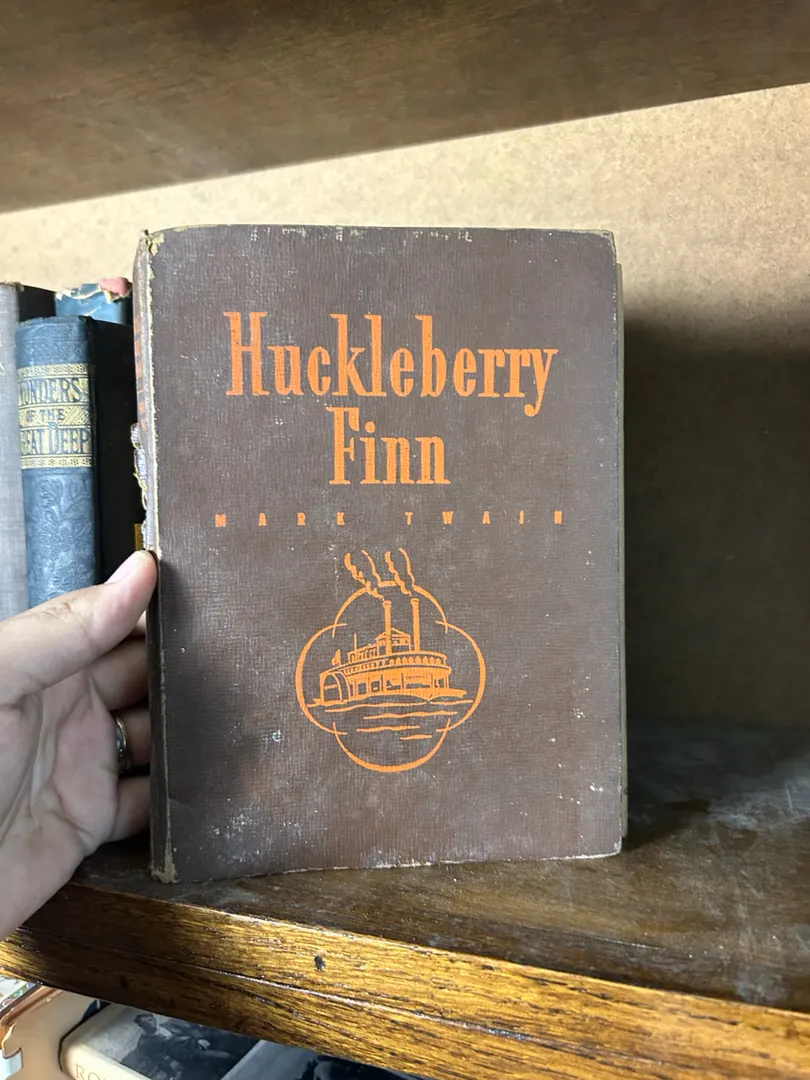 Huckleberry
Finn
MARK TWAIN
WONDERS
OF THE
GREAT DEEP